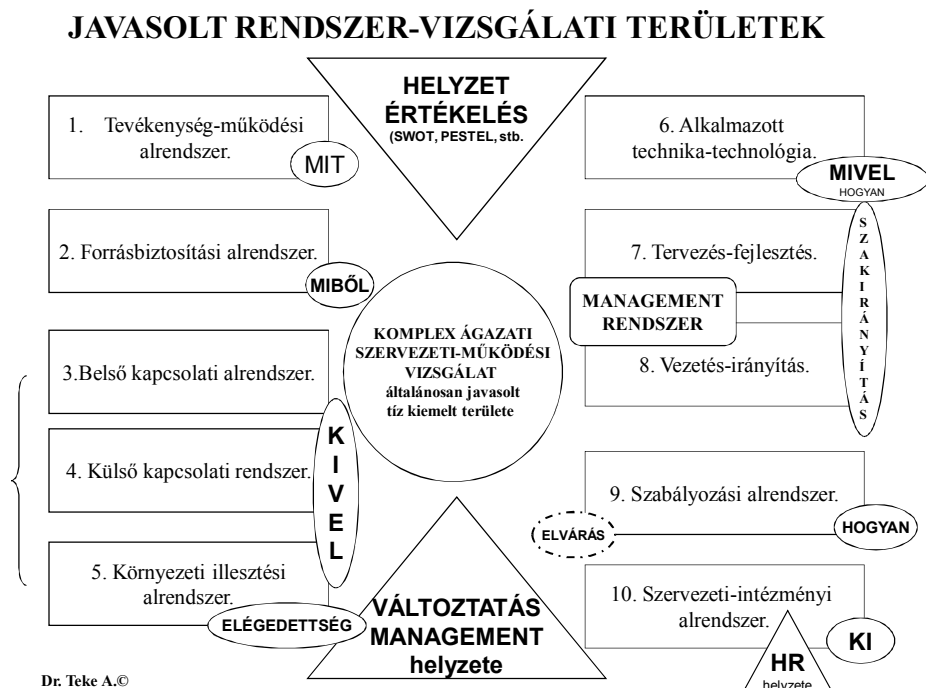 JAVASOLT RENDSZER-VIZSGÁLATI TERÜLETEK
HELYZET
ÉRTÉKELÉS
(SWOT, PESTEL, stb.
1. Tevékenység-működési
alrendszer.
MIT
2. Forrásbiztosítási alrendszer.
MIBŐL
3.Belső kapcsolati alrendszer.
4. Külső kapcsolati rendszer.
KIVEL
5. Környezeti illesztési
alrendszer.
ELÉGEDETTSÉG
KOMPLEX ÁGAZATI
SZERVEZETI-MŰKÖDÉSI
VIZSGÁLAT
általánosan javasolt
tíz kiemelt területe
VÁLTOZTATÁS
MANAGEMENT
helyzete
6. Alkalmazott
technika-technológia.
MIVEL
HOGYAN
7. Tervezés-fejlesztés.
MANAGEMENT
RENDSZER
8. Vezetés-irányítás.
SZAKIRÁNYÍTÁS
9. Szabályozási alrendszer.
ELVÁRÁS
HOGYAN
10. Szervezeti-intézményi
alrendszer.
KI
HR
helyzete
Dr. Teke A.©